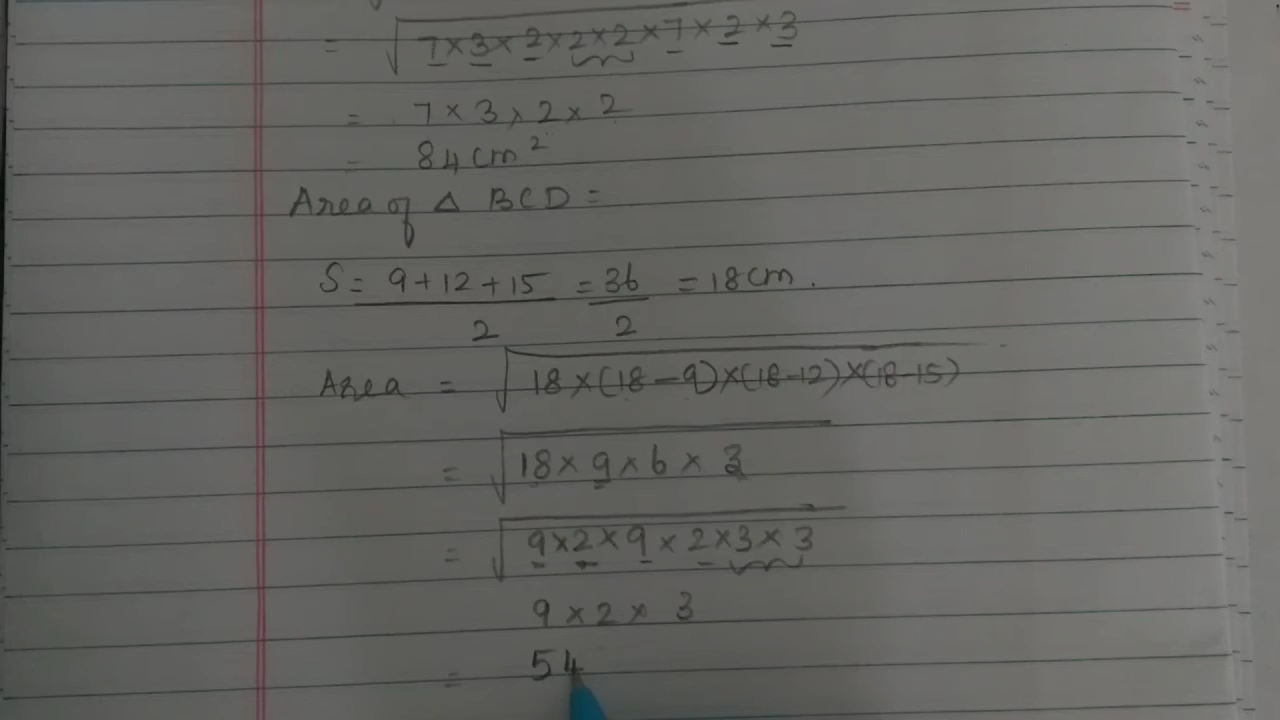 = √7×3×2×2×2×7×2×3
= 7×3×2×2
= 84 cm²
Area of △ BCD =
S = 9+12+15 / 2 = 36 / 2 = 18 cm.
Area = √18×(18-9)×(18-12)×(18-15)
= √18×9×6×3
= √9×2×9×2×3×3
9×2×3
= 54